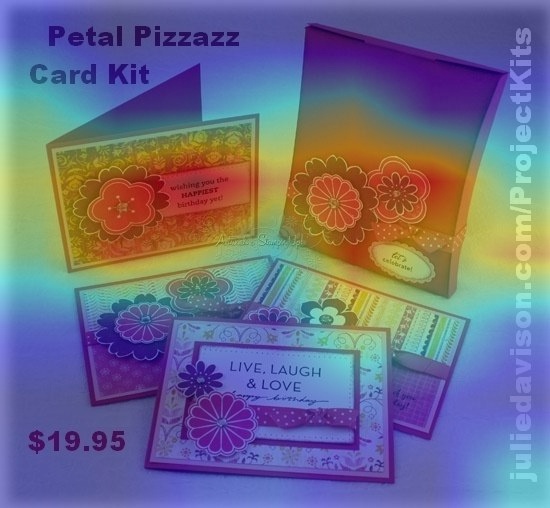 Petal Pizzazz
Card Kit
wishing you the
HAPPIEST
birthday yet!
let's
celebrate!
LIVE, LAUGH
& LOVE
happy birthday
$19.95
juliedavison.com/ProjectKits